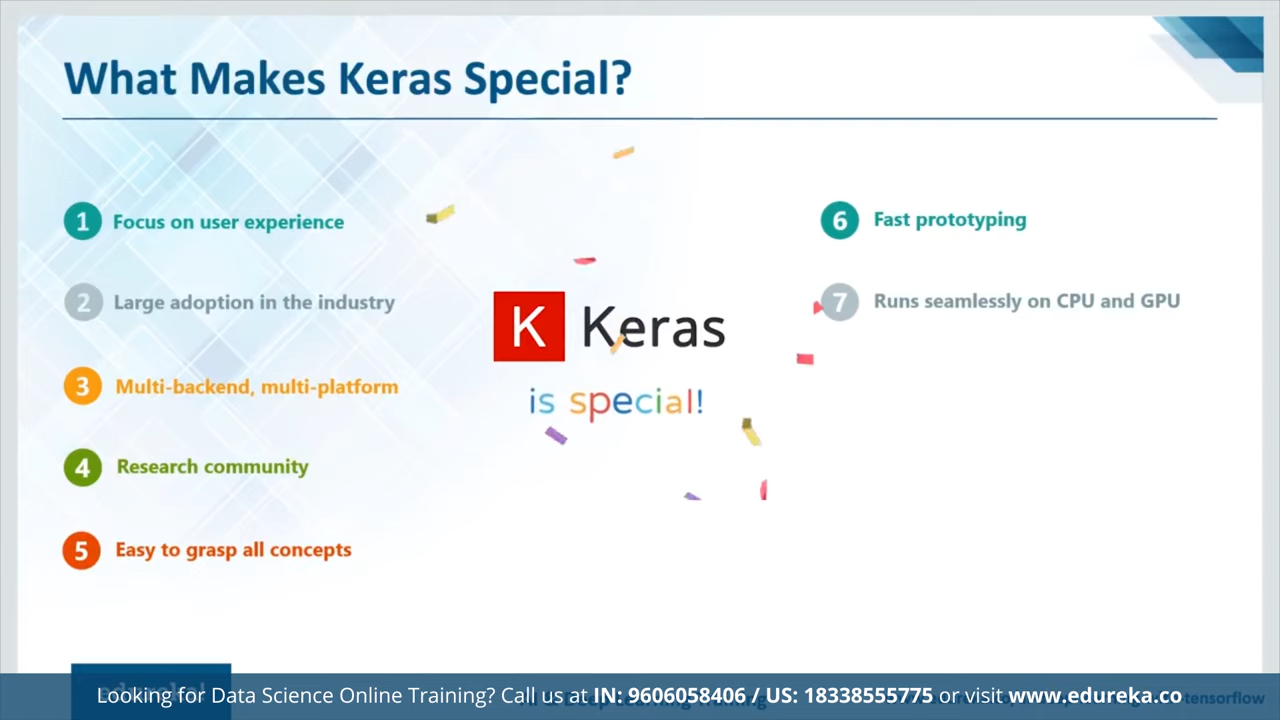 What Makes Keras Special?
1 Focus on user experience
2 Large adoption in the industry
3 Multi-backend, multi-platform
4 Research community
5 Easy to grasp all concepts
K Keras
is special!
6 Fast prototyping
7 Runs seamlessly on CPU and GPU
Looking for Data Science Online Training? Call us at IN: 9606058406 / US: 18338555775 or visit www.edureka.co
-tensorflow